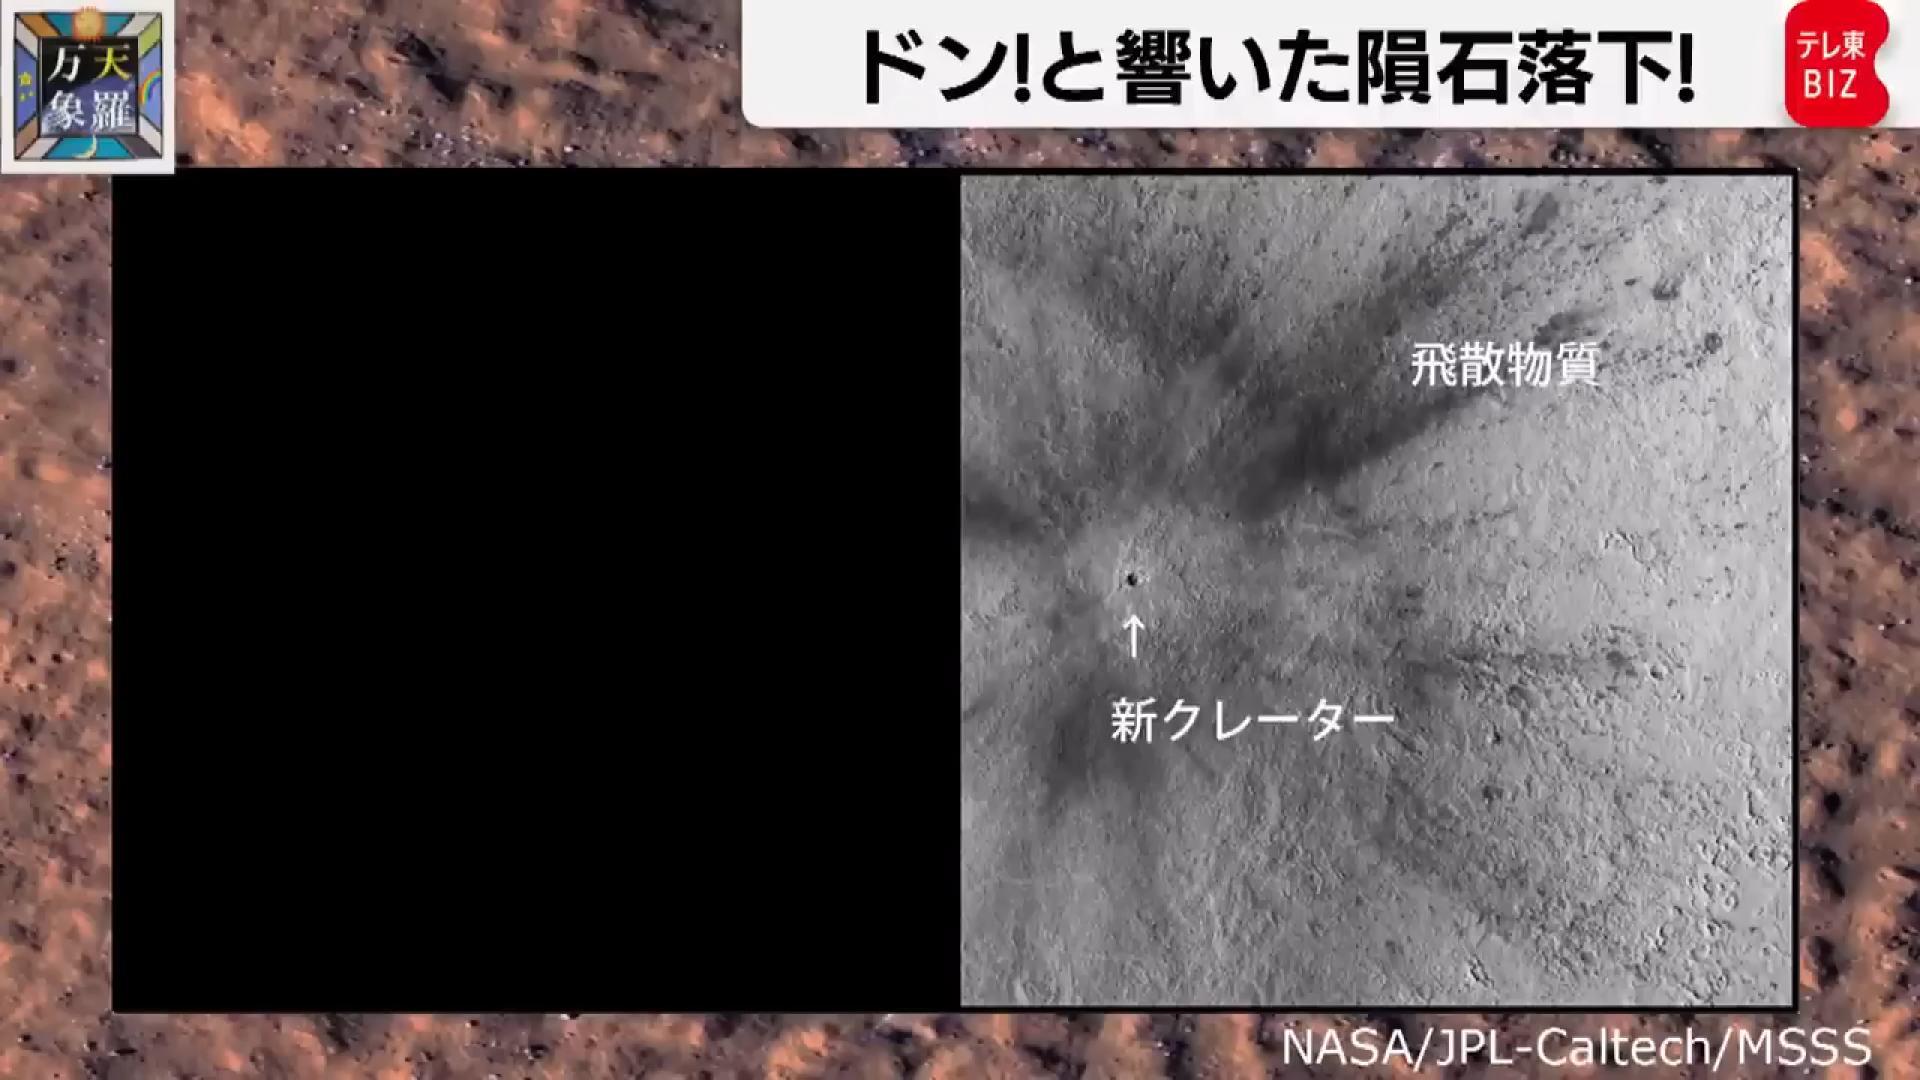 天羅
万象
ドン!と響いた隕石落下!
テレ東
BIZ
飛散物質
↑
新クレーター
NASA/JPL-Caltech/MSSS